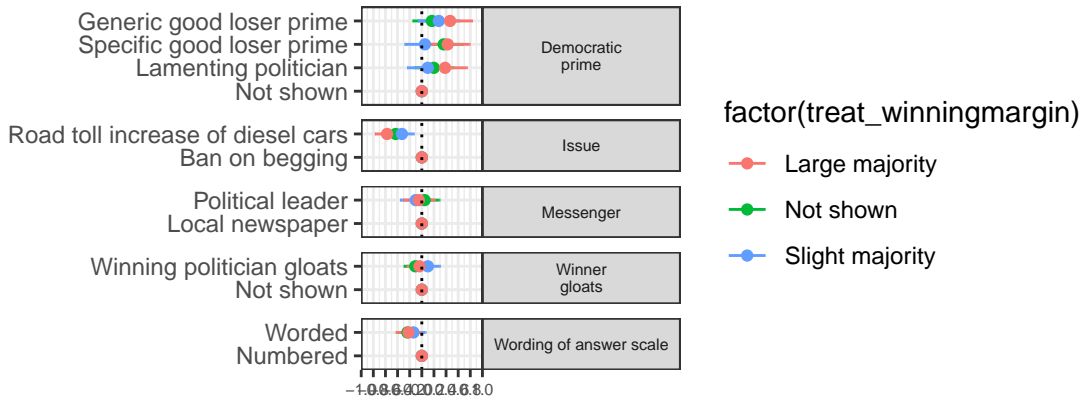 Generic good loser prime
Specific good loser prime
Lamenting politician
Not shown
Democratic
prime
Road toll increase of diesel cars
Ban on begging
Issue
Political leader
Local newspaper
Messenger
Winning politician gloats
Not shown
Winner
gloats
Worded
Numbered
Wording of answer scale
factor(treat_winningmargin)
Large majority
Not shown
Slight majority